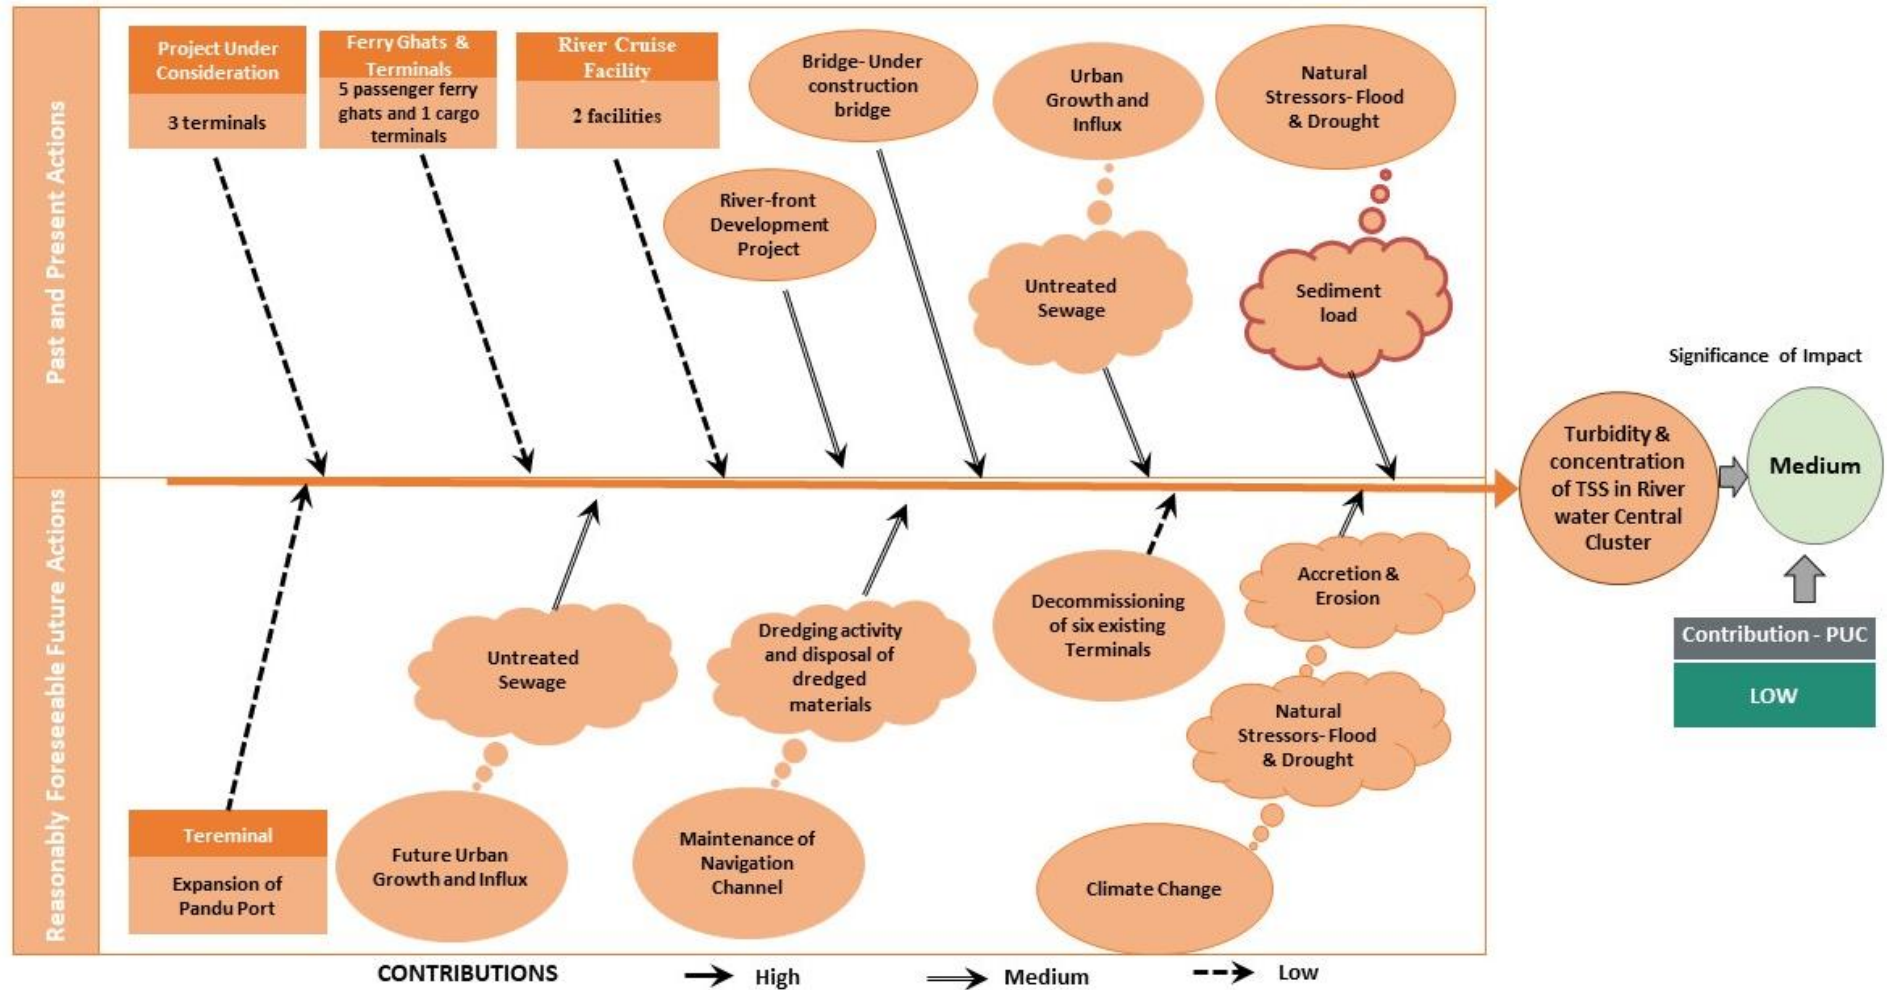 Past and Present Actions
Project Under
Consideration
3 terminals
Ferry Ghats &
Terminals
5 passenger ferry
ghats and 1 cargo
terminals
River Cruise
Facility
2 facilities
River-front
Development
Project
Bridge- Under
construction
bridge
Urban
Growth and
Influx
Untreated
Sewage
Natural
Stressors- Flood
& Drought
Sediment
load
Reasonably Foreseeable Future Actions
Tereminal
Expansion of
Pandu Port
Untreated
Sewage
Future Urban
Growth and Influx
Dredging activity
and disposal of
dredged
materials
Maintenance of
Navigation
Channel
Decommissioning
of six existing
Terminals
Accretion &
Erosion
Natural
Stressors- Flood
& Drought
Climate Change
Turbidity &
concentration
of TSS in River
water Central
Cluster
Significance of Impact
Medium
Contribution - PUC
LOW
CONTRIBUTIONS
High
Medium
Low